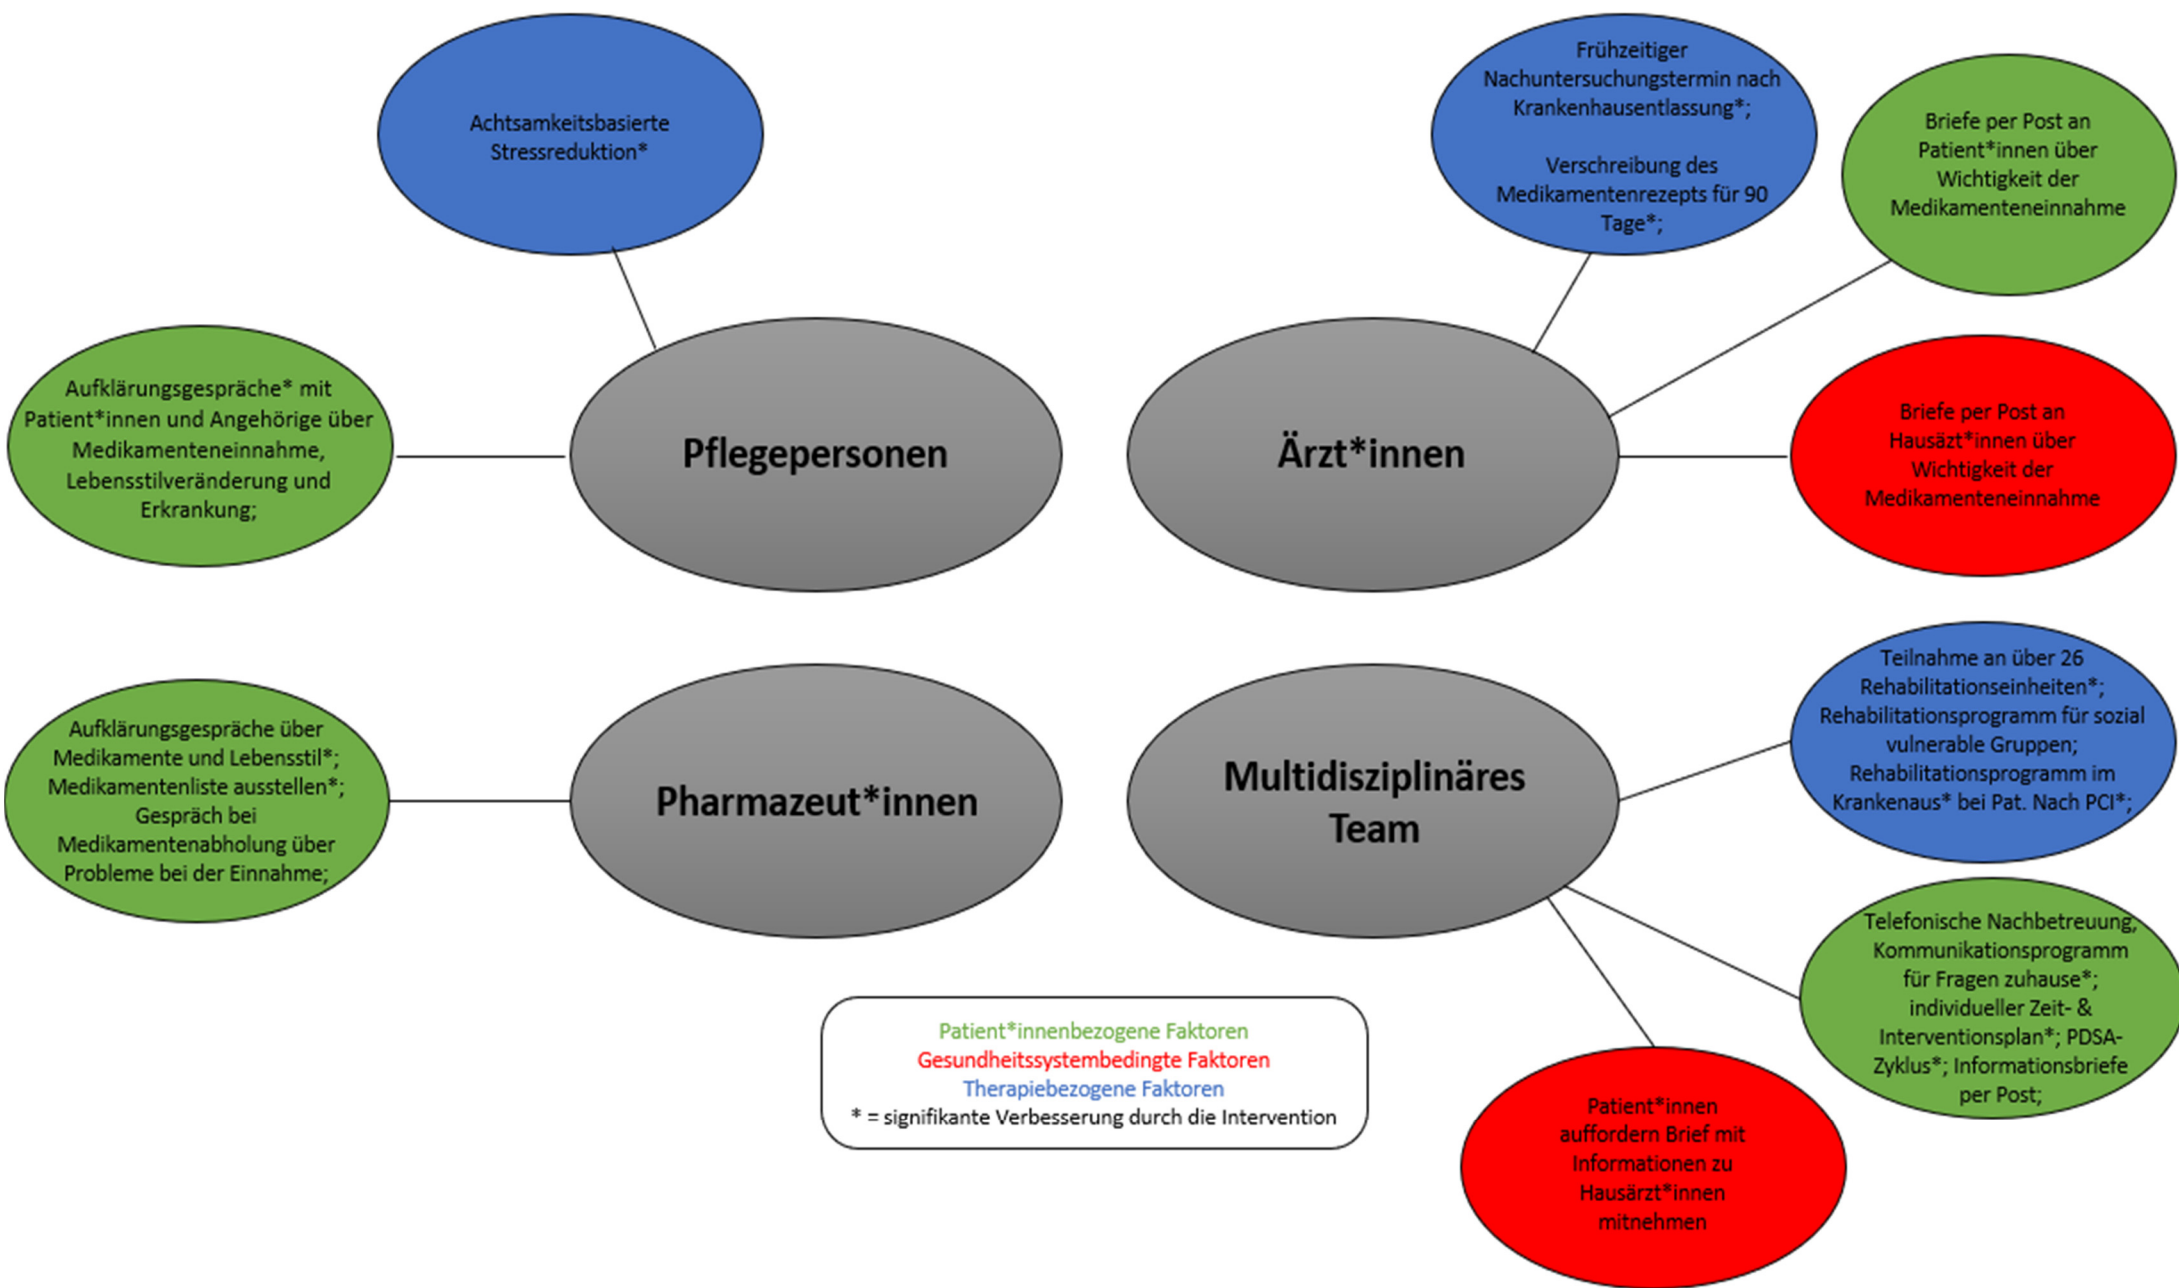 Achtsamkeitsbasierte
Stressreduktion*
Frühzeitiger
Nachuntersuchungstermin nach
Krankenhausentlassung*;
Verschreibung des
Medikamentenrezepts für 90
Tage*;
Briefe per Post an
Patient*innen über
Wichtigkeit der
Medikamenteneinnahme
Aufklärungsgespräche* mit
Patient*innen und Angehörige über
Medikamenteneinnahme,
Lebensstilveränderung und
Erkrankung;
Pflegepersonen
Ärzt*innen
Briefe per Post an
Hausäzt*innen über
Wichtigkeit der
Medikamenteneinnahme
Aufklärungsgespräche über
Medikamente und Lebensstil*;
Medikamentenliste ausstellen*;
Gespräch bei
Medikamentenabholung über
Probleme bei der Einnahme;
Pharmazeut*innen
Multidisziplinäres
Team
Teilnahme an über 26
Rehabilitationseinheiten*;
Rehabilitationsprogramm für sozial
vulnerable Gruppen;
Rehabilitationsprogramm im
Krankenaus* bei Pat. Nach PCI*;
Telefonische Nachbetreuung,
Kommunikationsprogramm
für Fragen zuhause*;
individueller Zeit- &
Interventionsplan*; PDSA-
Zyklus*; Informationsbriefe
per Post;
Patient*innen
auffordern Brief mit
Informationen zu
Hausärzt*innen
mitnehmen
Patient*innenbezogene Faktoren
Gesundheitssystembedingte Faktoren
Therapiebezogene Faktoren
* = signifikante Verbesserung durch die Intervention